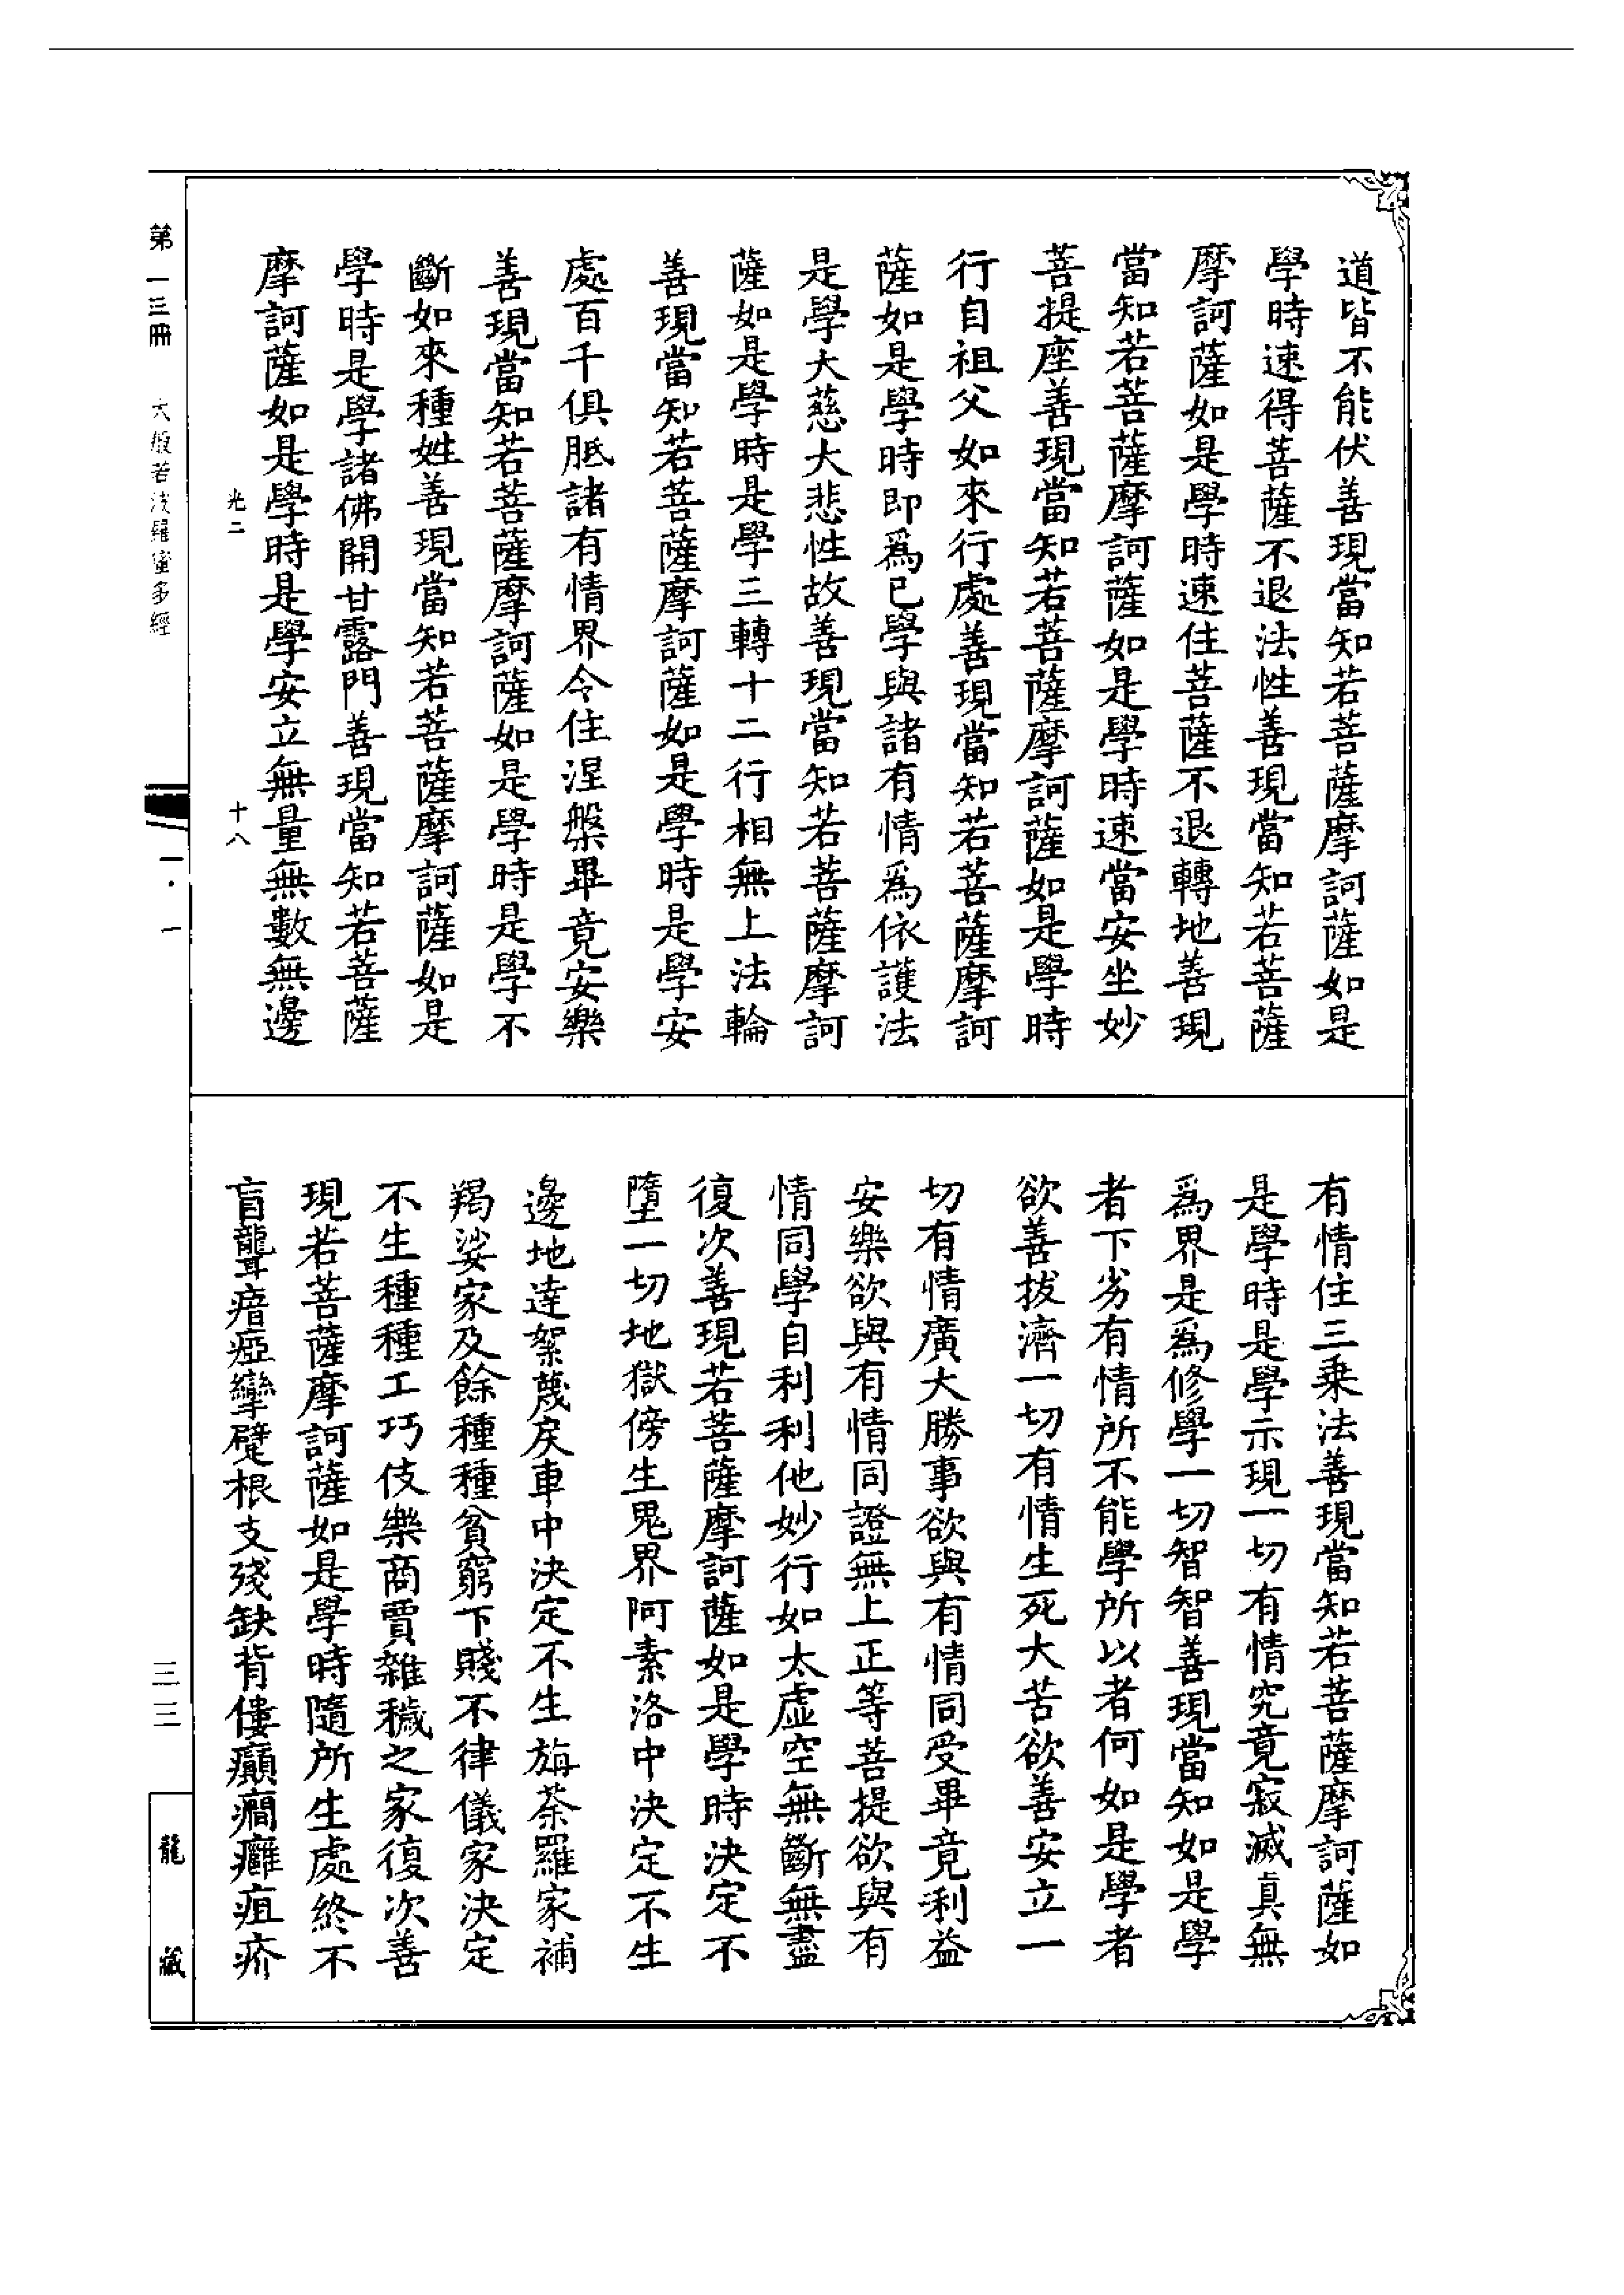 道皆不能伏善現當知若菩薩摩訶薩如是
學時速得菩薩不退法性善現當知若菩薩
摩訶薩如是學時速住菩薩不退轉地善現
當知若菩薩摩訶薩如是學時速當安坐妙
菩提座善現當知若菩薩摩訶薩如是學時
行自祖父如來行處善現當知若菩薩摩訶
薩如是學時即爲已學與諸有情爲依護法
是學大慈大悲性故善現當知若菩薩摩訶
薩如是學時是學三轉十二行相無上法輪
善現當知若菩薩摩訶薩如是學時是學安
處百千俱胝諸有情界令住涅槃畢竟安樂
善現當知若菩薩摩訶薩如是學時是學不
斷如來種姓善現當知若菩薩摩訶薩如是
學時是學諸佛開甘露門善現當知若菩薩
摩訶薩如是學時是學安立無量無數無邊
光二 十八
有情住三乘法善現當知若菩薩摩訶薩如
是學時是學示現一切有情究竟寂滅真無
爲界是爲修學一切智智善現當知如是學
者下劣有情所不能學所以者何如是學者
欲善拔濟一切有情生死大苦欲善安立一
切有情廣大勝事欲與有情同受畢竟利益
安樂欲與有情同證無上正等菩提欲與有
情同學自利利他妙行如太虛空無斷無盡
復次善現若菩薩摩訶薩如是學時決定不
墮一切地獄傍生鬼界阿素洛中決定不生
邊地達絮蔑戾車中決定不生旃荼羅家補
羯娑家及餘種種貧窮下賤不律儀家決定
不生種種工巧伎樂商賈雜穢之家復次善
現若菩薩摩訶薩如是學時隨所生處終不
盲聾瘖瘂攣躄根支殘缺背僂癲癇癰疽疥
第一三冊 大般若波羅蜜多經 一·一 三三 龍藏